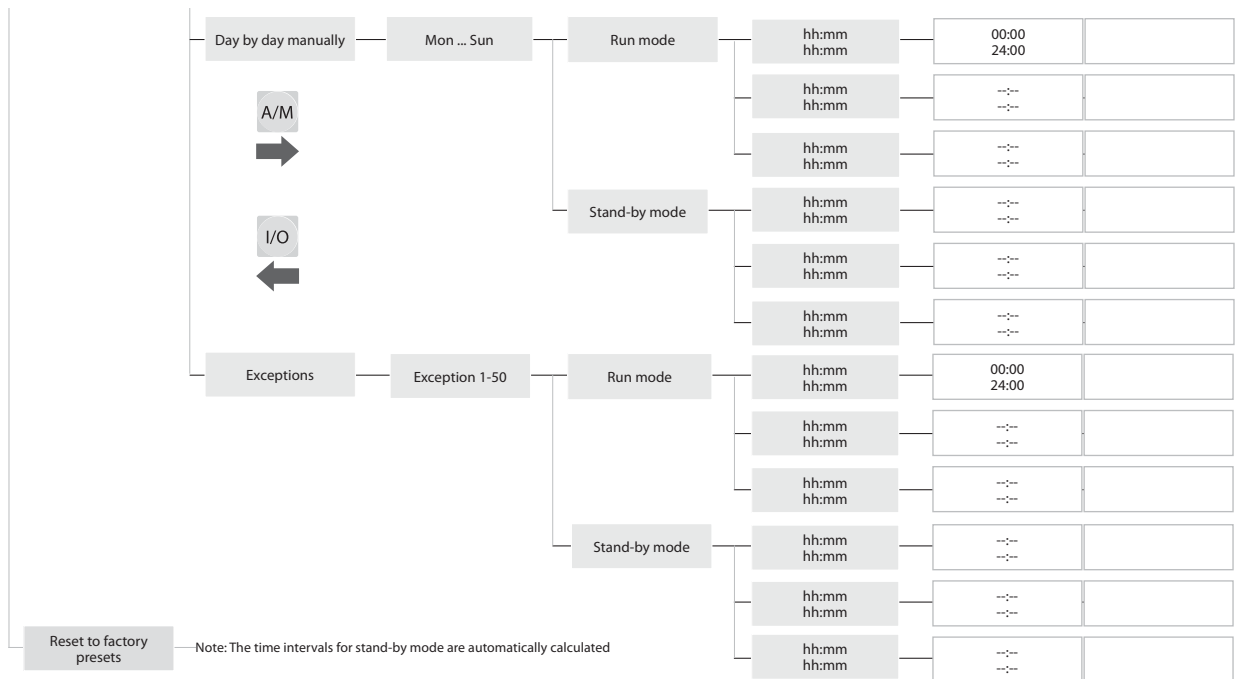 Day by day manually
Mon ... Sun
Run mode
hh:mm
hh:mm
00:00
24:00
hh:mm
hh:mm
--:--
--:--
hh:mm
hh:mm
--:--
--:--
A/M
Stand-by mode
hh:mm
hh:mm
--:--
--:--
I/O
hh:mm
hh:mm
--:--
--:--
hh:mm
hh:mm
--:--
--:--
Exceptions
Exception 1-50
Run mode
hh:mm
hh:mm
00:00
24:00
hh:mm
hh:mm
--:--
--:--
hh:mm
hh:mm
--:--
--:--
Stand-by mode
hh:mm
hh:mm
--:--
--:--
hh:mm
hh:mm
--:--
--:--
hh:mm
hh:mm
--:--
--:--
Reset to factory
presets
Note: The time intervals for stand-by mode are automatically calculated